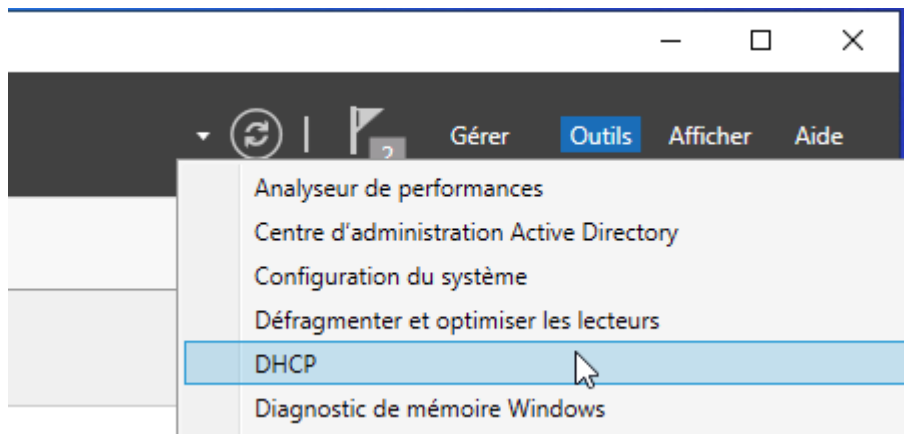 Gérer Outils Afficher Aide
2
Analyseur de performances
Centre d'administration Active Directory
Configuration du système
Défragmenter et optimiser les lecteurs
DHCP
Diagnostic de mémoire Windows